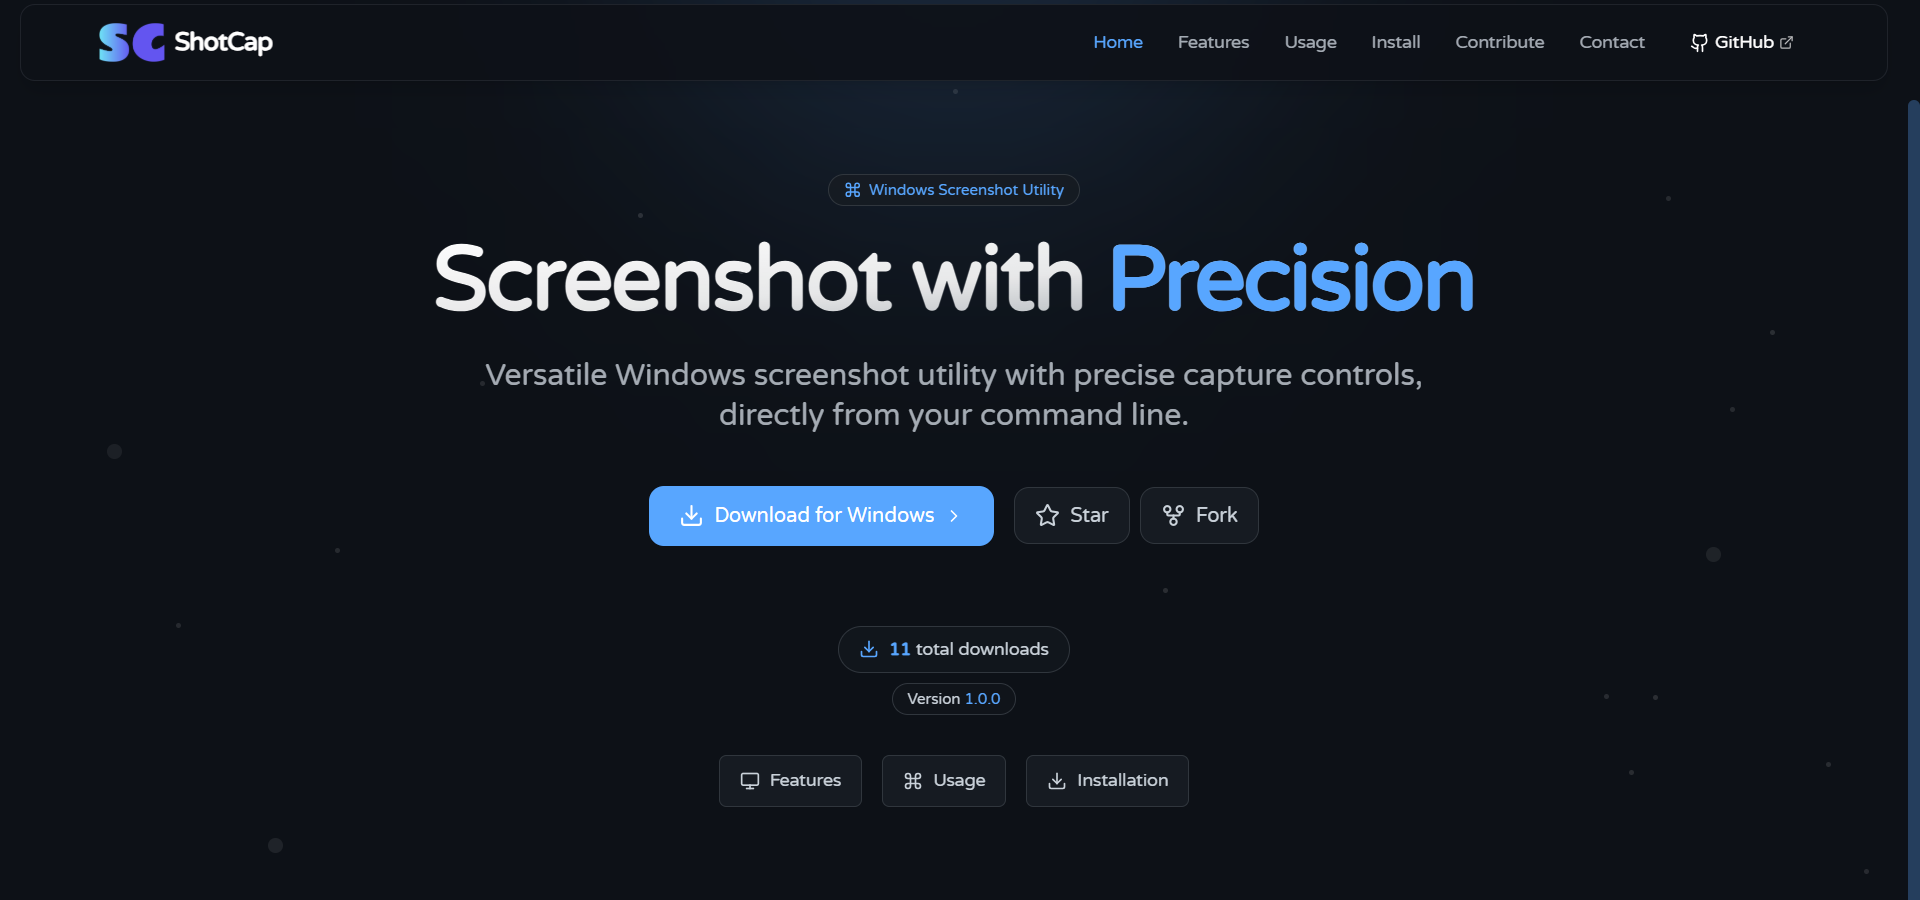 SC ShotCap
Home Features Usage Install Contribute Contact GitHub
Windows Screenshot Utility
Screenshot with Precision
Versatile Windows screenshot utility with precise capture controls,
directly from your command line.
Download for Windows Star Fork
11 total downloads
Version 1.0.0
Features Usage Installation